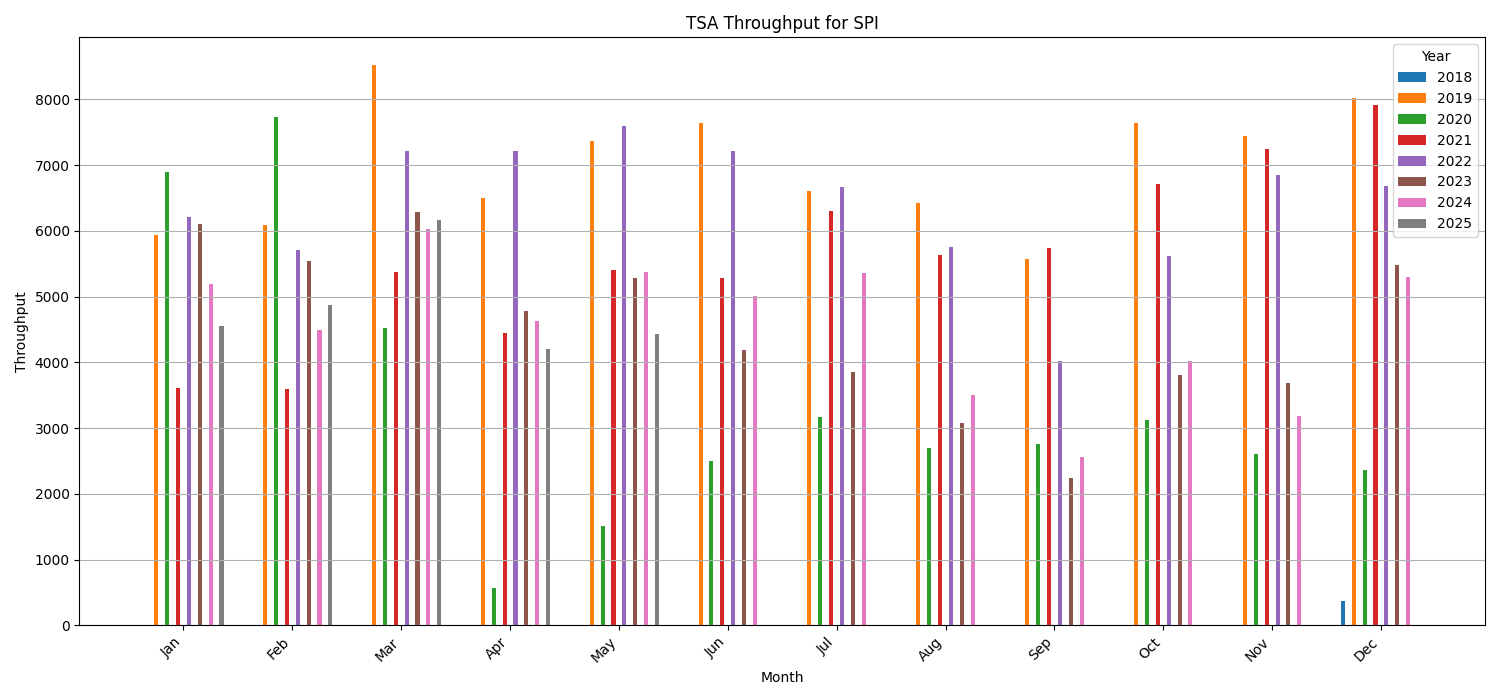 TSA Throughput for SPI
Year
2018
2019
2020
2021
2022
2023
2024
2025
Throughput
8000
7000
6000
5000
4000
3000
2000
1000
0
Jan
Feb
Mar
Apr
May
Jun
Jul
Aug
Sep
Oct
Nov
Dec
Month